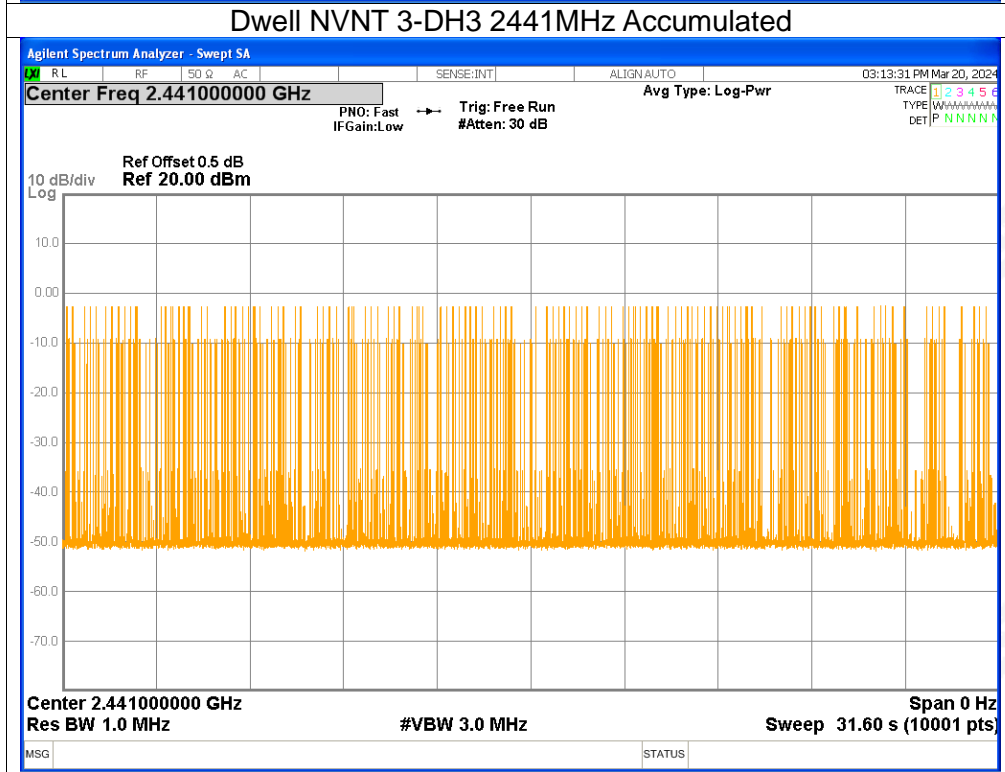 Dwell NVNT 3-DH3 2441MHz Accumulated
Agilent Spectrum Analyzer - Swept SA
LXI RL RF 50 Ω AC SENSE:INT ALIGN AUTO 03:13:31 PM Mar 20, 2024
Center Freq 2.441000000 GHz Avg Type: Log-Pwr TRACE 1 2 3 4 5 6
PNO: Fast Trig: Free Run TYPE
IFGain:Low #Atten: 30 dB DET P N N N N N
Ref Offset 0.5 dB
10 dB/div Ref 20.00 dBm
Log
10.0
0.00
-10.0
-20.0
-30.0
-40.0
-50.0
-60.0
-70.0
Center 2.441000000 GHz Span 0 Hz
Res BW 1.0 MHz #VBW 3.0 MHz Sweep 31.60 s (10001 pts)
MSG STATUS